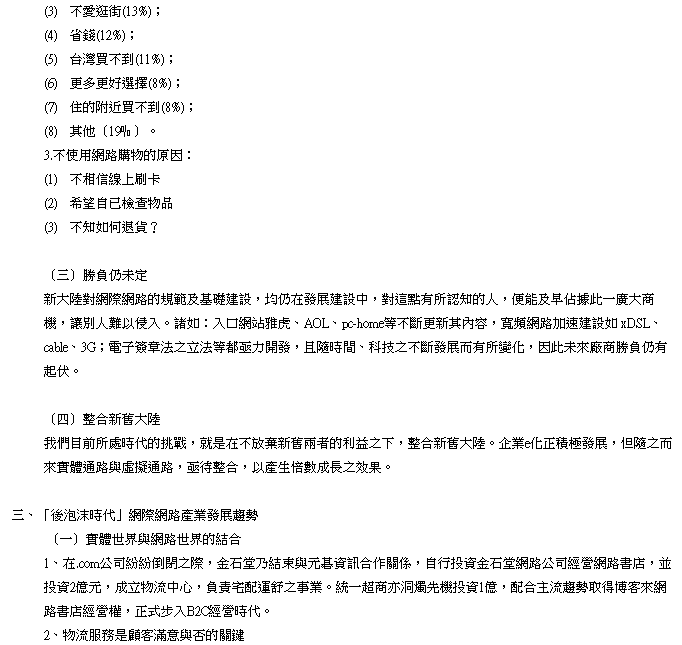 (3) 不愛逛街(13%)；
(4) 省錢(12%)；
(5) 台灣買不到(11%)；
(6) 更多更好選擇(8%)；
(7) 住的附近買不到(8%)；
(8) 其他〔19%〕。
3.不使用網路購物的原因：
(1) 不相信線上刷卡
(2) 希望自已檢查物品
(3) 不知如何退貨？
〔三〕勝負仍未定
新大陸對網際網路的規範及基礎建設，均仍在發展建設中，對這點有所認知的人，便能及早佔據此一廣大商
機，讓別人難以侵入。諸如：入口網站雅虎、AOL、pc-home等不斷更新其內容，寬頻網路加速建設如 xDSL、
cable、3G；電子簽章法之立法等都亟力開發，且隨時間、科技之不斷發展而有所變化，因此未來廠商勝負仍有
起伏。
〔四〕整合新舊大陸
我們目前所處時代的挑戰，就是在不放棄新舊兩者的利益之下，整合新舊大陸。企業e化正積極發展，但隨之而
來實體通路與虛擬通路，亟待整合，以產生倍數成長之效果。
三、「後泡沫時代」網際網路產業發展趨勢
〔一〕實體世界與網路世界的結合
1、在.com公司紛紛倒閉之際，金石堂乃結束與元碁資訊合作關係，自行投資金石堂網路公司經營網路書店，並
投資2億元，成立物流中心，負責宅配運舒之事業。統一超商亦洞燭先機投資1億，配合主流趨勢取得博客來網
路書店經營權，正式步入B2C經營時代。
2、物流服務是顧客滿意與否的關鍵